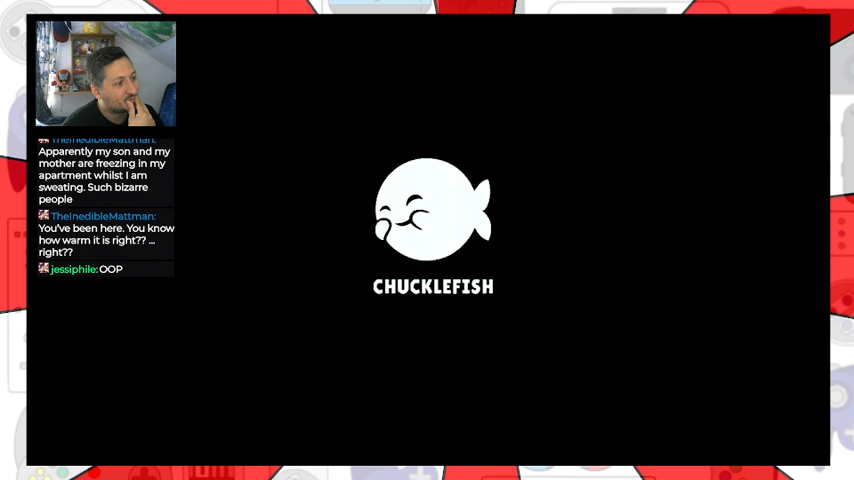 TheInedibleMattman:
Apparently my son and my
mother are freezing in my
apartment whilst I am
sweating. Such bizarre
people
TheInedibleMattman:
You've been here. You know
how warm it is right?? ...
right??
jessiphile: OOP
CHUCKLEFISH